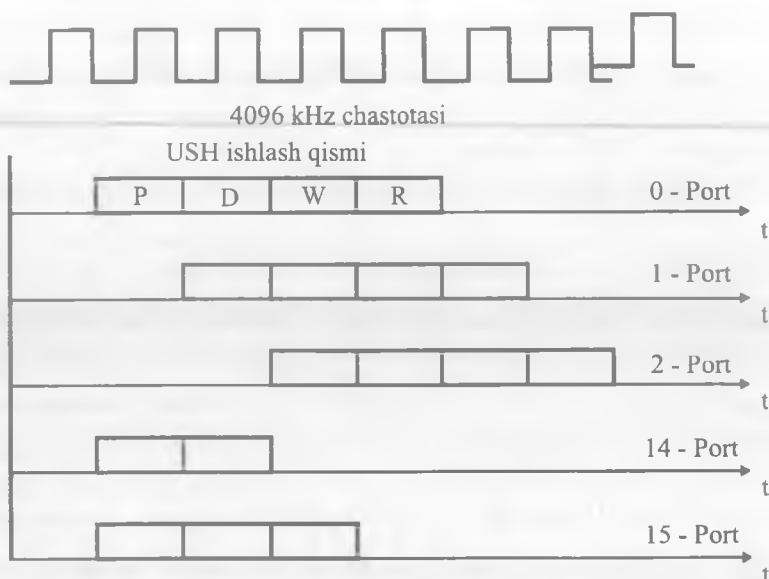 4096 kHz chastotasi
USH ishlash qismi
P D W R 0 - Port
t
1 - Port
t
2 - Port
t
14 - Port
t
15 - Port
t